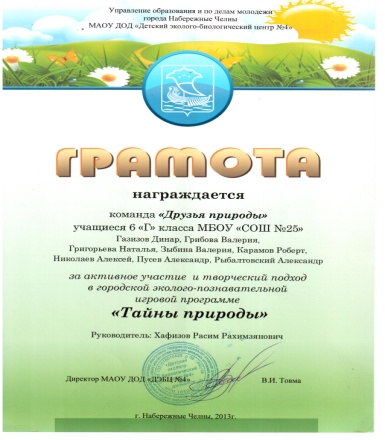 Управление образования и по делам молодежи
города Набережные Челны
МАОУ ДОД «Детский эколого-биологический центр №4»
ГРАМОТА
награждается
команда «Друзья природы»
учащиеся 6 «Г» класса МБОУ «СОШ №25»
Газизов Динар, Грибова Валерия,
Григорьева Наталья, Зыбина Валерия, Карамов Роберт,
Николаев Алексей, Пусев Александр, Рыбалтовский Александр
за активное участие и творческий подход
в городской эколого-познавательной
игровой программе
«Тайны природы»
Руководитель: Хафизов Расим Рахимзянович
Директор МАОУ ДОД «ДЭБЦ №4»
В.И. Товма
г. Набережные Челны, 2013г.